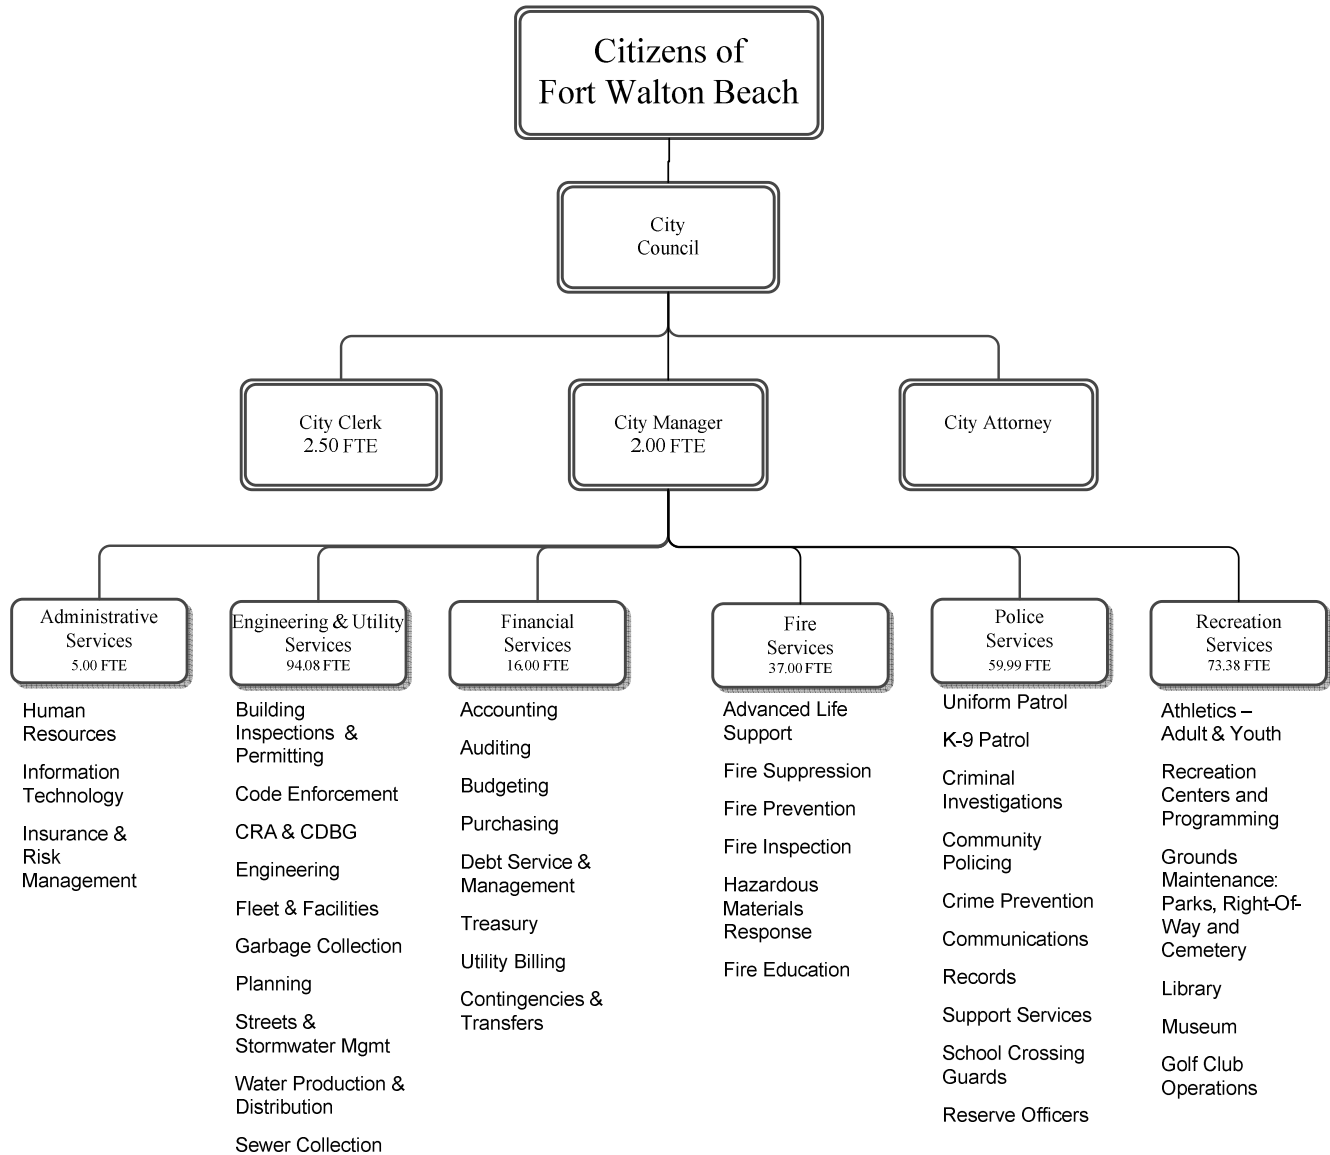 Citizens of
Fort Walton Beach
City
Council
City Clerk
2.50 FTE
City Manager
2.00 FTE
City Attorney
Administrative
Services
5.00 FTE
Human
Resources
Information
Technology
Insurance &
Risk
Management
Engineering & Utility
Services
94.08 FTE
Building
Inspections &
Permitting
Code Enforcement
CRA & CDBG
Engineering
Fleet & Facilities
Garbage Collection
Planning
Streets &
Stormwater Mgmt
Water Production &
Distribution
Sewer Collection
Financial
Services
16.00 FTE
Accounting
Auditing
Budgeting
Purchasing
Debt Service &
Management
Treasury
Utility Billing
Contingencies &
Transfers
Fire
Services
37.00 FTE
Advanced Life
Support
Fire Suppression
Fire Prevention
Fire Inspection
Hazardous
Materials
Response
Fire Education
Police
Services
59.99 FTE
Uniform Patrol
K-9 Patrol
Criminal
Investigations
Community
Policing
Crime Prevention
Communications
Records
Support Services
School Crossing
Guards
Reserve Officers
Recreation
Services
73.38 FTE
Athletics –
Adult & Youth
Recreation
Centers and
Programming
Grounds
Maintenance:
Parks, Right-Of-
Way and
Cemetery
Library
Museum
Golf Club
Operations